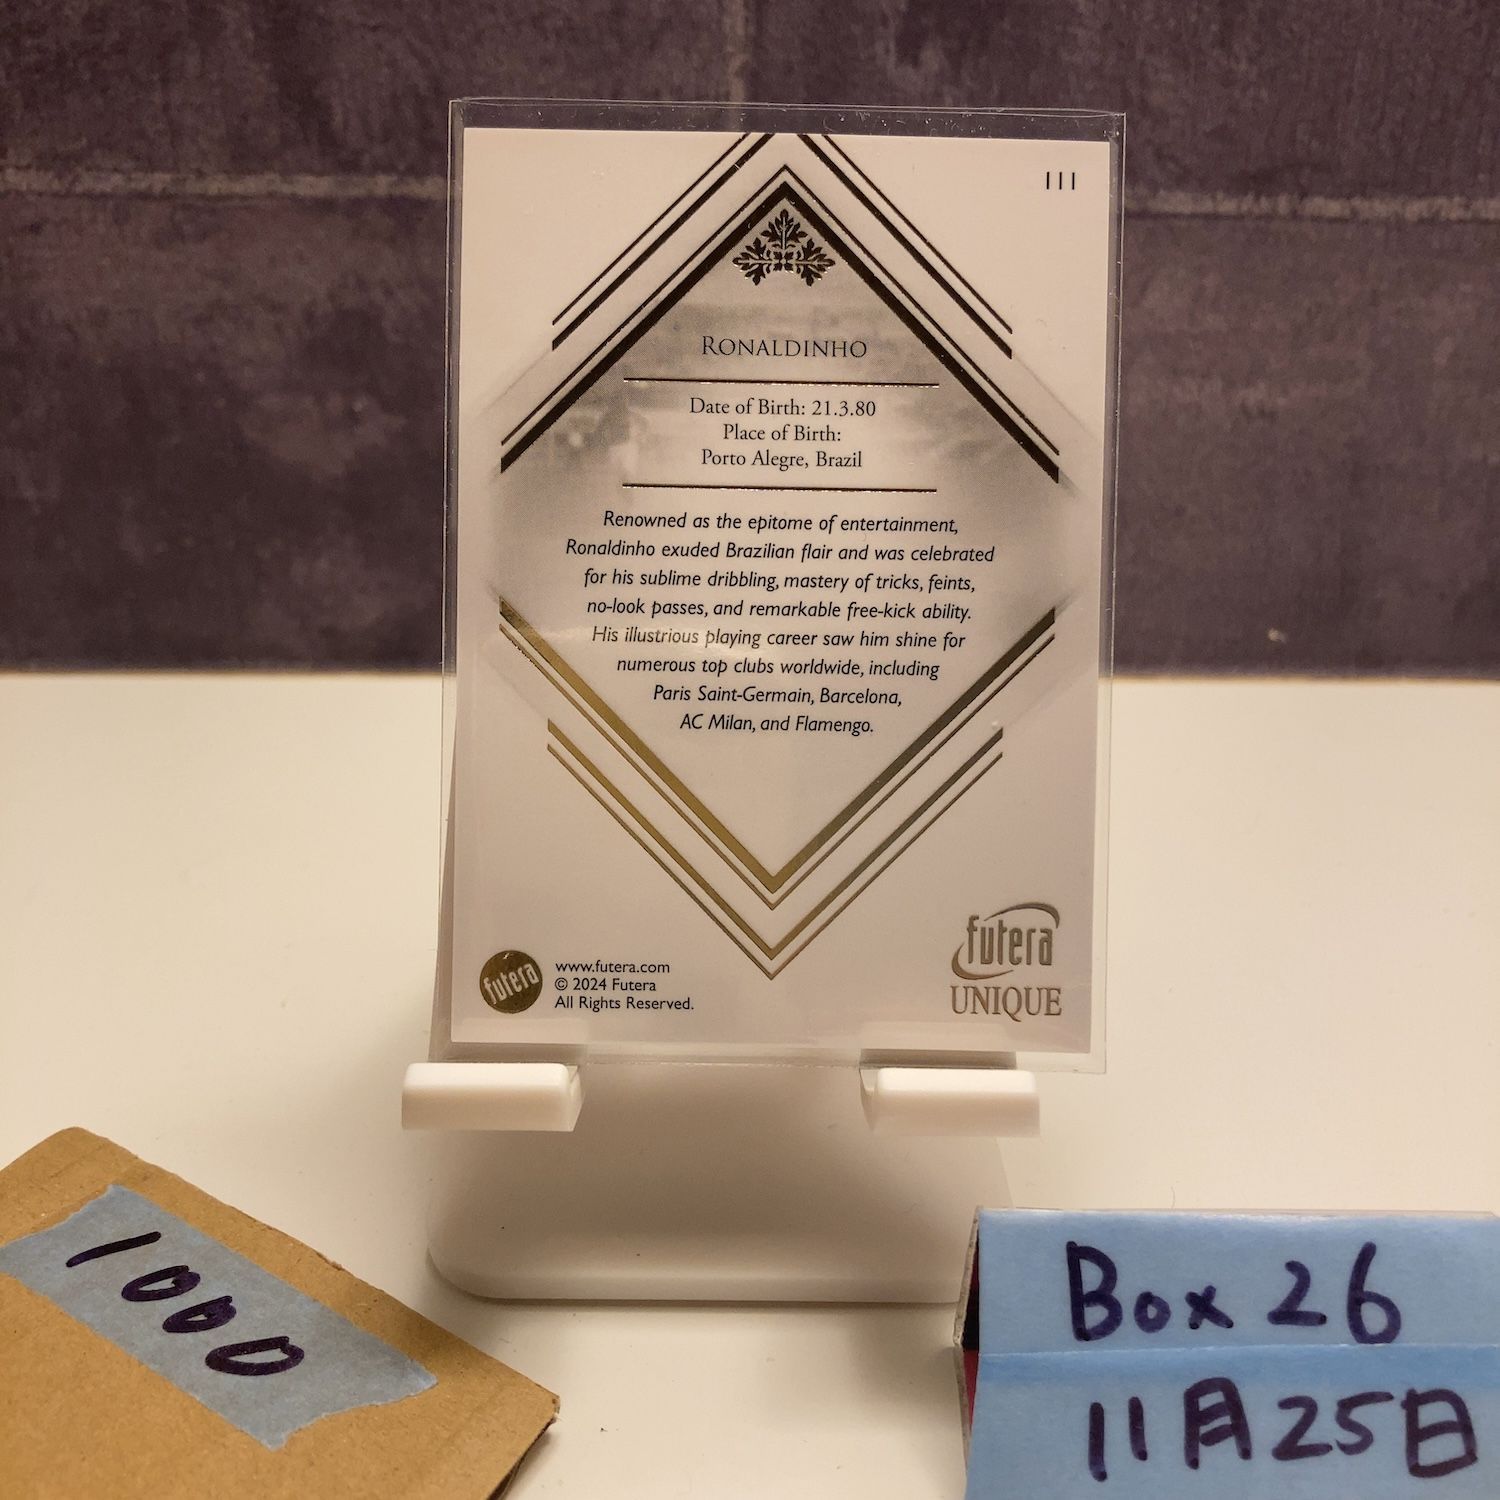 111
RONALDINHO
Date of Birth: 21.3.80
Place of Birth:
Porto Alegre, Brazil
Renowned as the epitome of entertainment,
Ronaldinho exuded Brazilian flair and was celebrated
for his sublime dribbling, mastery of tricks, feints,
no-look passes, and remarkable free-kick ability.
His illustrious playing career saw him shine for
numerous top clubs worldwide, including
Paris Saint-Germain, Barcelona,
AC Milan, and Flamengo.
futera
www.futera.com
© 2024 Futera
All Rights Reserved.
futera
UNIQUE
1000
Box 26
11月25日